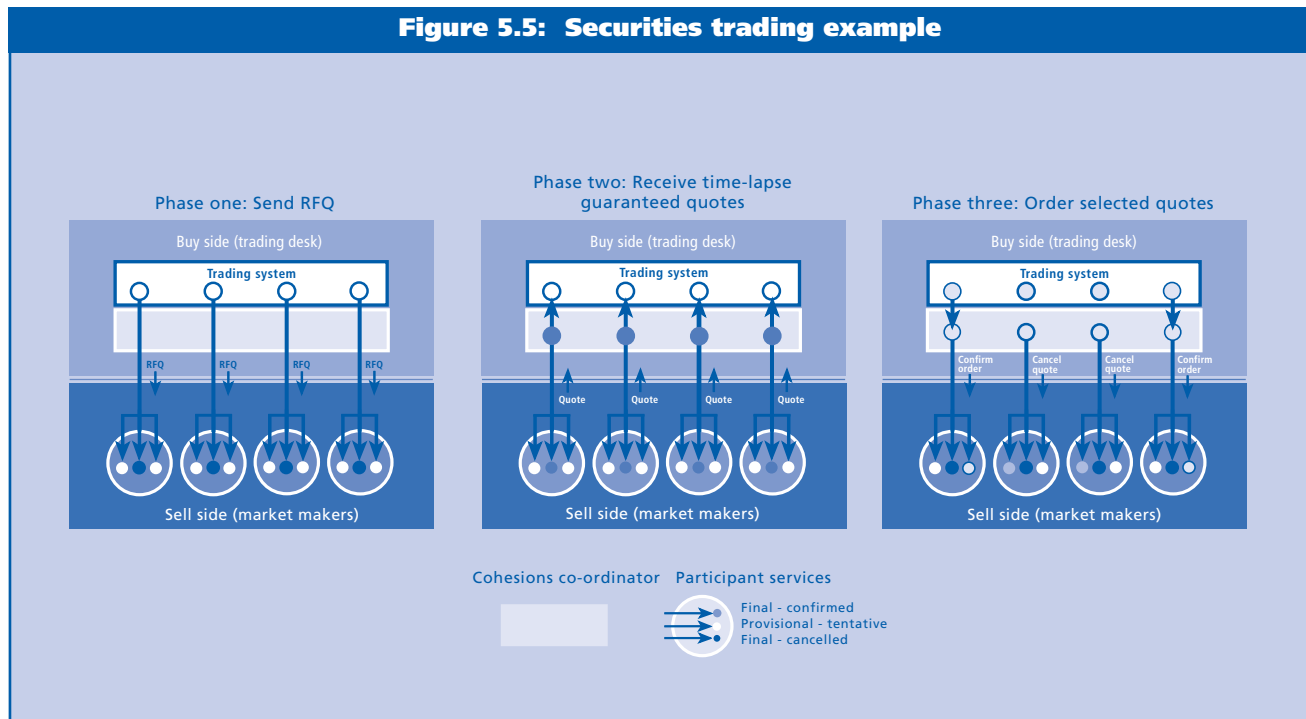 Figure 5.5: Securities trading example
Phase one: Send RFQ
Buy side (trading desk)
Trading system
RFQ
RFQ
RFQ
RFQ
Sell side (market makers)
Phase two: Receive time-lapse
guaranteed quotes
Buy side (trading desk)
Trading system
Quote
Quote
Quote
Quote
Sell side (market makers)
Phase three: Order selected quotes
Buy side (trading desk)
Trading system
Confirm
order
Cancel
quote
Cancel
quote
Confirm
order
Sell side (market makers)
Cohesions co-ordinator
Participant services
Final - confirmed
Provisional - tentative
Final - cancelled